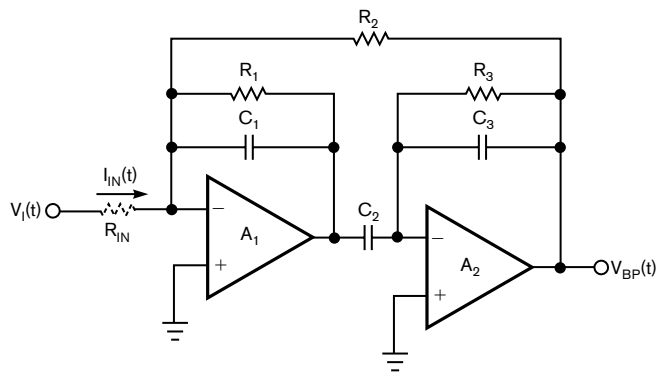 R2
R1
R3
C1
C3
IIN(t)
VI(t)
RIN
−
+
A1
C2
−
+
A2
VBP(t)